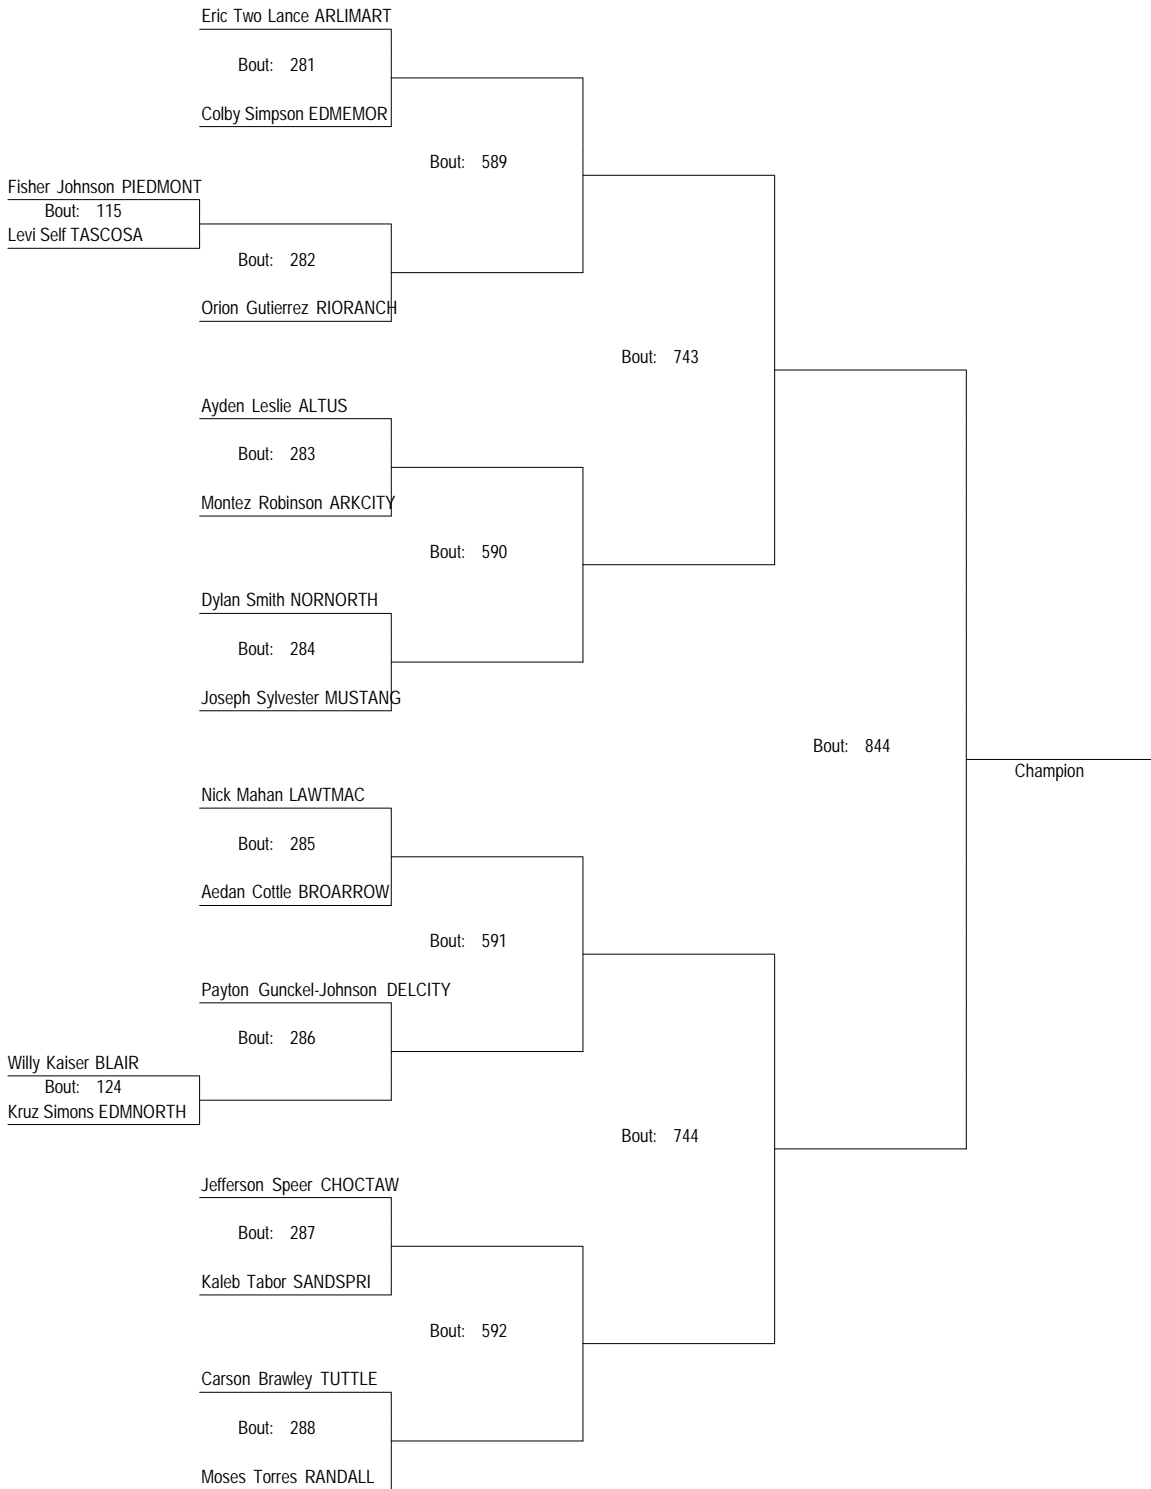 Eric Two Lance ARLIMART
Bout: 281
Colby Simpson EDMEMOR
Bout: 589
Fisher Johnson PIEDMONT
Bout: 115
Levi Self TASCOSA
Bout: 282
Orion Gutierrez RIORANCH
Bout: 743
Ayden Leslie ALTUS
Bout: 283
Montez Robinson ARKCITY
Bout: 590
Dylan Smith NORNORTH
Bout: 284
Joseph Sylvester MUSTANG
Bout: 844
Champion
Nick Mahan LAWTMAC
Bout: 285
Aedan Cottle BROARROW
Bout: 591
Payton Gunckel-Johnson DELCITY
Bout: 286
Willy Kaiser BLAIR
Bout: 124
Kruz Simons EDMNORTH
Bout: 744
Jefferson Speer CHOCTAW
Bout: 287
Kaleb Tabor SANDSPRI
Bout: 592
Carson Brawley TUTTLE
Bout: 288
Moses Torres RANDALL